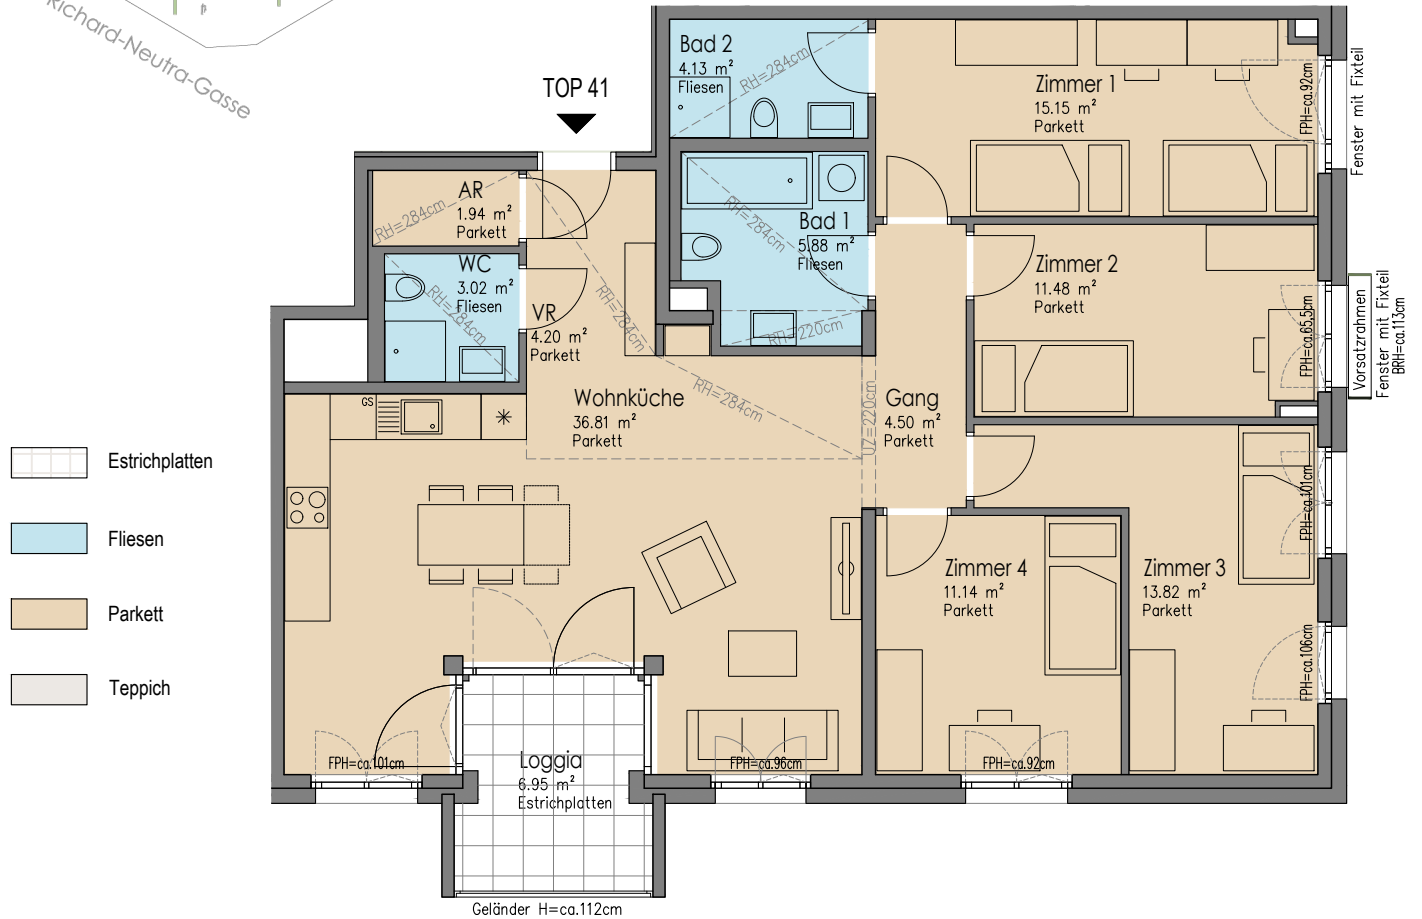 Richard-Neutra-Gasse
TOP 41
Bad 2
4.13 m²
Fliesen
RH=284cm
Zimmer 1
15.15 m²
Parkett
FPH=ca.92cm
Fenster mit Fixteil
AR
1.94 m²
Parkett
RH=284cm
WC
3.02 m²
Fliesen
RH=284cm
VR
4.20 m²
Parkett
RH=284cm
Bad 1
5.88 m²
Fliesen
RH=284cm
RH=220cm
Zimmer 2
11.48 m²
Parkett
FPH=ca.65,5cm
Vorsatzrahmen
Fenster mit Fixteil
BRH=ca.113cm
GS
Wohnküche
36.81 m²
Parkett
RH=284cm
UZ=220cm
Gang
4.50 m²
Parkett
Estrichplatten
Fliesen
Parkett
Teppich
Zimmer 4
11.14 m²
Parkett
FPH=ca.92cm
Zimmer 3
13.82 m²
Parkett
FPH=ca.101cm
FPH=ca.106cm
FPH=ca.101cm
FPH=ca.96cm
Loggia
6.95 m²
Estrichplatten
Geländer H=ca.112cm